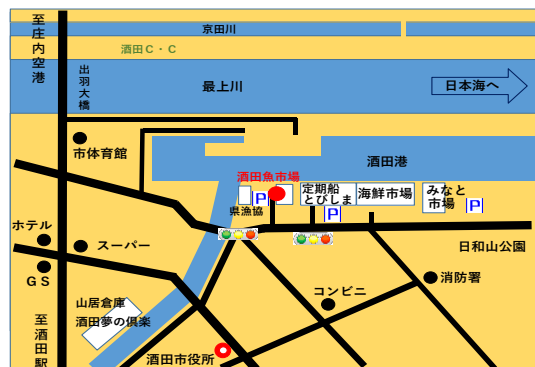 至庄内空港
京田川
酒田C・C
出羽大橋
最上川
日本海へ
市体育館
酒田港
酒田魚市場
P
定期船
とびしま
海鮮市場
みなと
市場
P
県漁協
P
ホテル
スーパー
日和山公園
GS
コンビニ
消防署
山居倉庫
酒田夢の倶楽
至酒田駅
酒田市役所